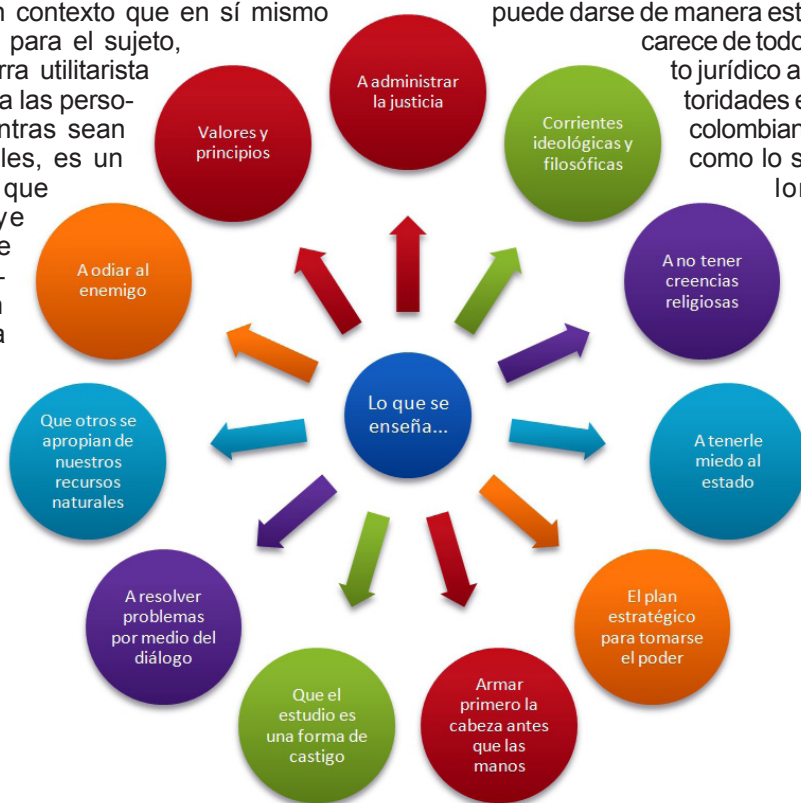 n contexto que en sí mismo
para el sujeto,
rra utilitarista
a las perso-
ntras sean
les, es un
que
ye
e
-
n
a
puede darse de manera est
carece de todo
to jurídico a
toridades e
colombian
como lo s
lor
Lo que se
enseña...
A administrar
la justicia
Corrientes
ideológicas y
filosóficas
A no tener
creencias
religiosas
A tenerle
miedo al
estado
El plan
estratégico
para tomarse
el poder
Armar
primero la
cabeza antes
que las
manos
Que el
estudio es
una forma de
castigo
A resolver
problemas
por medio del
diálogo
Que otros se
apropian de
nuestros
recursos
naturales
A odiar al
enemigo
Valores y
principios